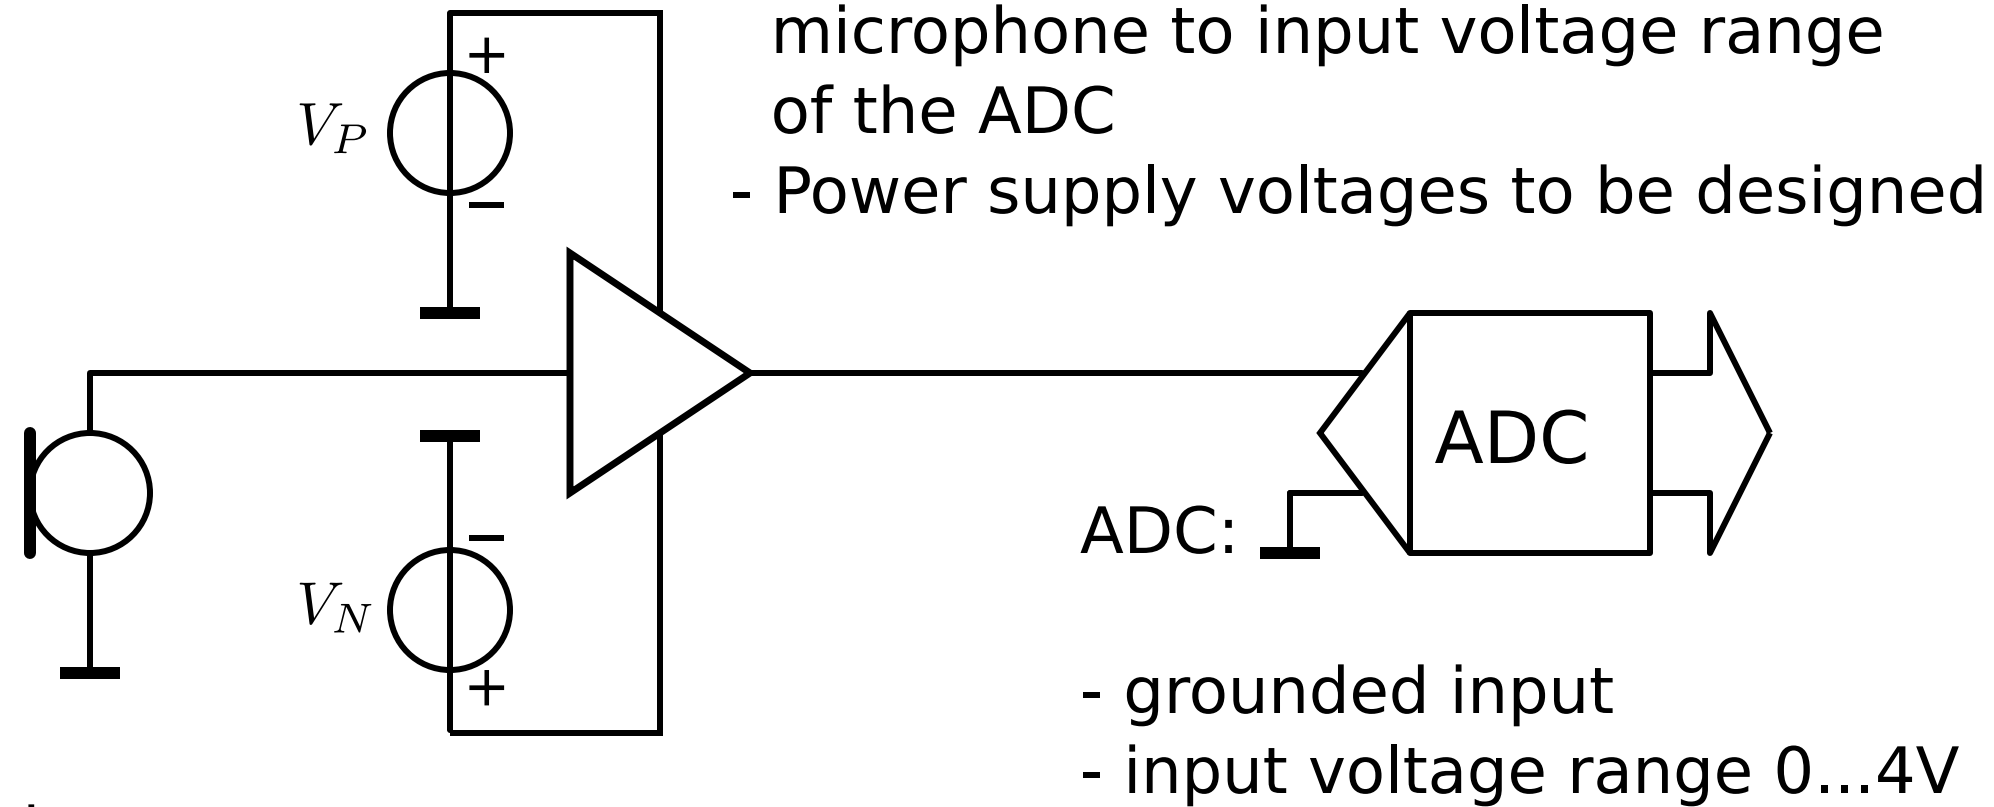 microphone to input voltage range
of the ADC
- Power supply voltages to be designed
+
V_P
−
ADC
ADC:
−
V_N
+
- grounded input
- input voltage range 0...4V